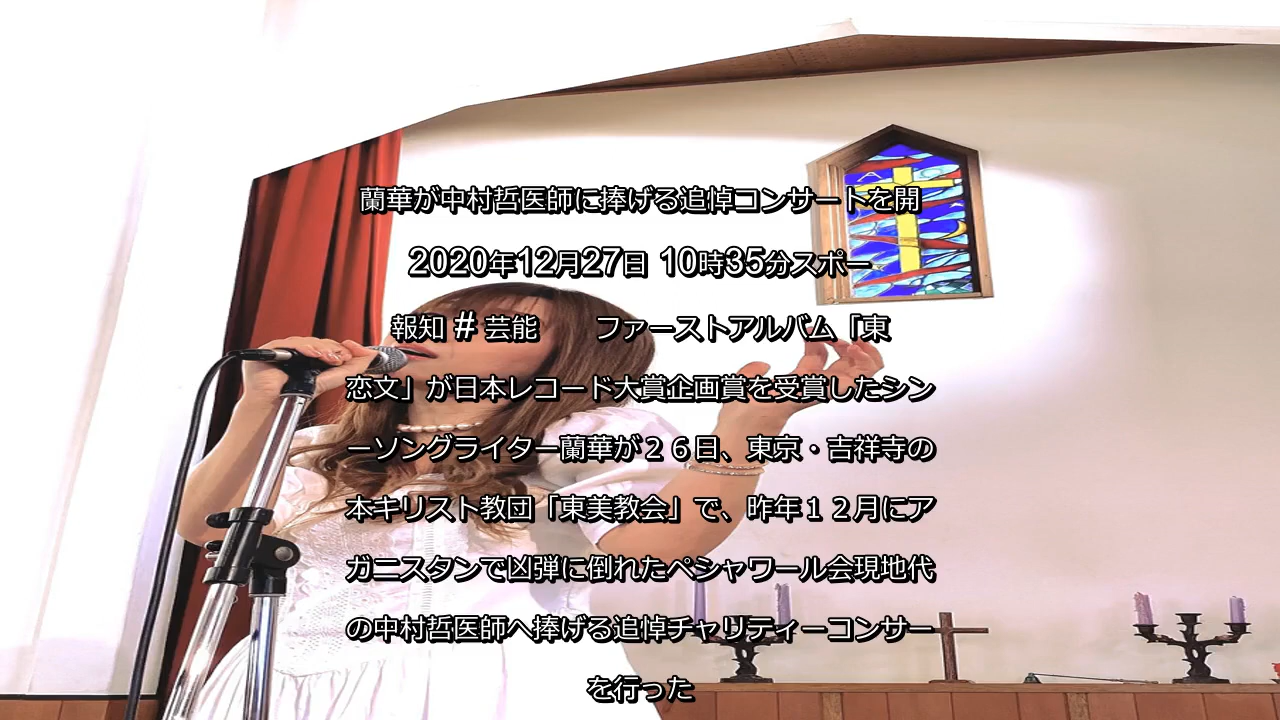 蘭華が中村哲医師に捧げる追悼コンサートを開
2020年12月27日 10時35分スポー
報知 # 芸能　　ファーストアルバム「東
恋文」が日本レコード大賞企画賞を受賞したシン
ーソングライター蘭華が２６日、東京・吉祥寺の
本キリスト教団「東美教会」で、昨年１２月にア
ガニスタンで凶弾に倒れたペシャワール会現地代
の中村哲医師へ捧げる追悼チャリティーコンサー
を行った